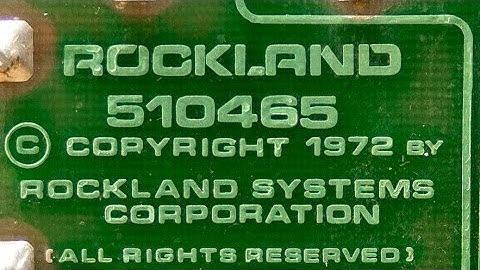 ROCKLAND
510465
© COPYRIGHT 1972 BY
ROCKLAND SYSTEMS
CORPORATION
(ALL RIGHTS RESERVED)